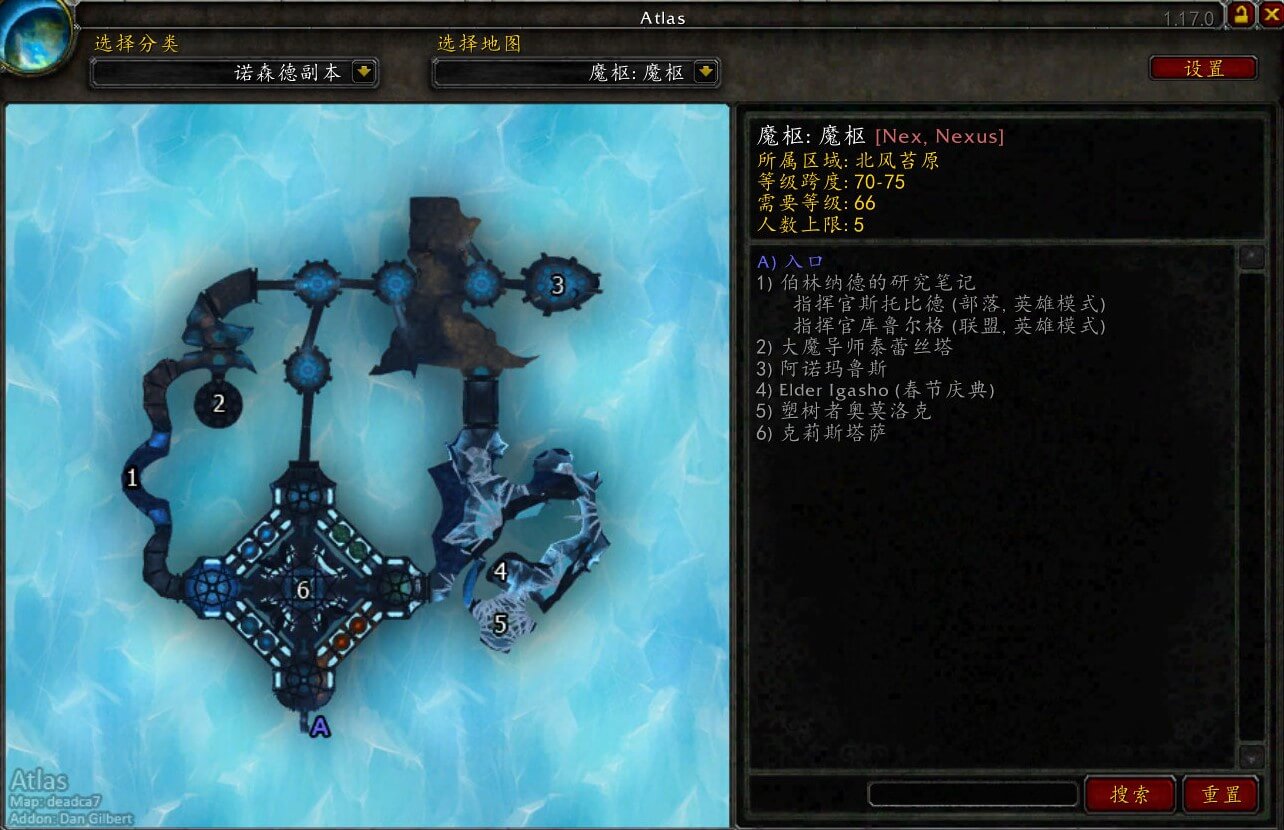 Atlas
1.17.0
选择分类
选择地图
诺森德副本
魔枢: 魔枢
设置
魔枢: 魔枢 [Nex, Nexus]
所属区域: 北风苔原
等级跨度: 70-75
需要等级: 66
人数上限: 5
A) 入口
1) 伯林纳德的研究笔记
指挥官斯托比德 (部落, 英雄模式)
指挥官库鲁尔格 (联盟, 英雄模式)
2) 大魔导师泰蕾丝塔
3) 阿诺玛鲁斯
4) Elder Igasho (春节庆典)
5) 塑树者奥莫洛克
6) 克莉斯塔萨
3
2
1
4
6
5
A
Atlas
Map: deadca7
Addon: Dan Gilbert
搜索
重置